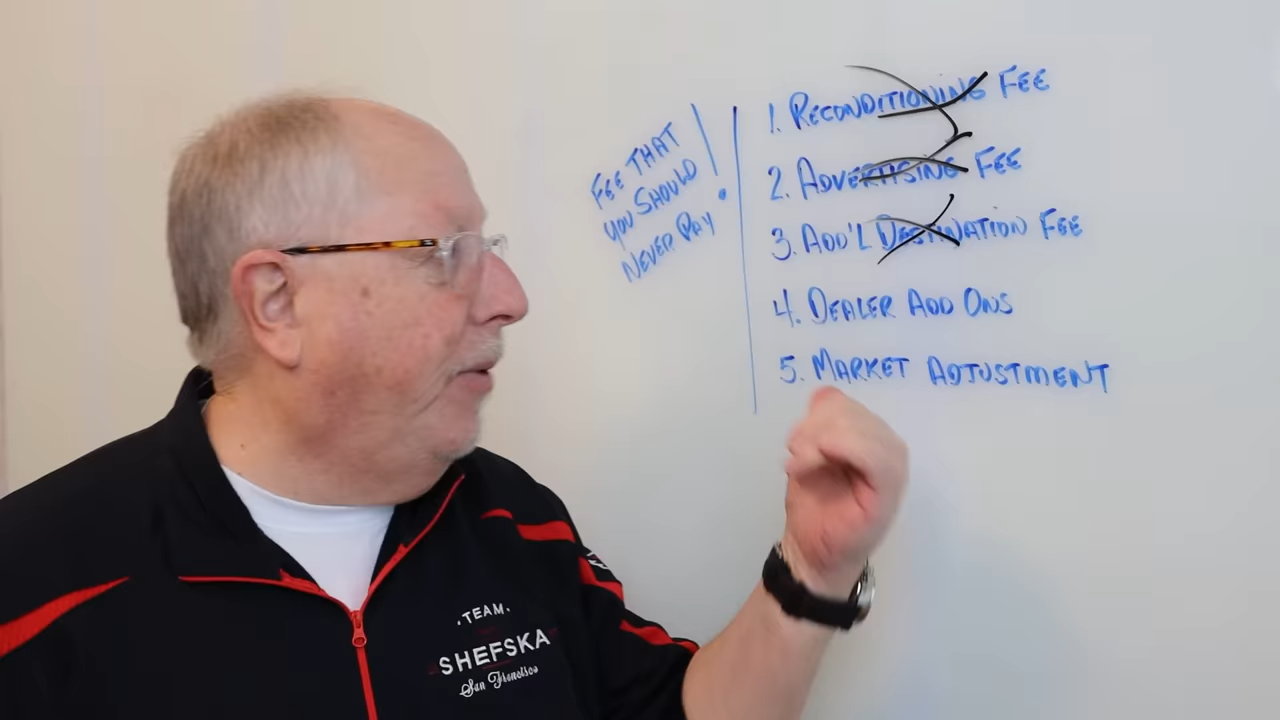 FEE THAT
YOU SHOULD
NEVER PAY !
1. RECONDITIONING FEE
2. ADVERTISING FEE
3. ADD'L DESTINATION FEE
4. DEALER ADD ONS
5. MARKET ADJUSTMENT
·TEAM·
SHEFSKA
San Francisco